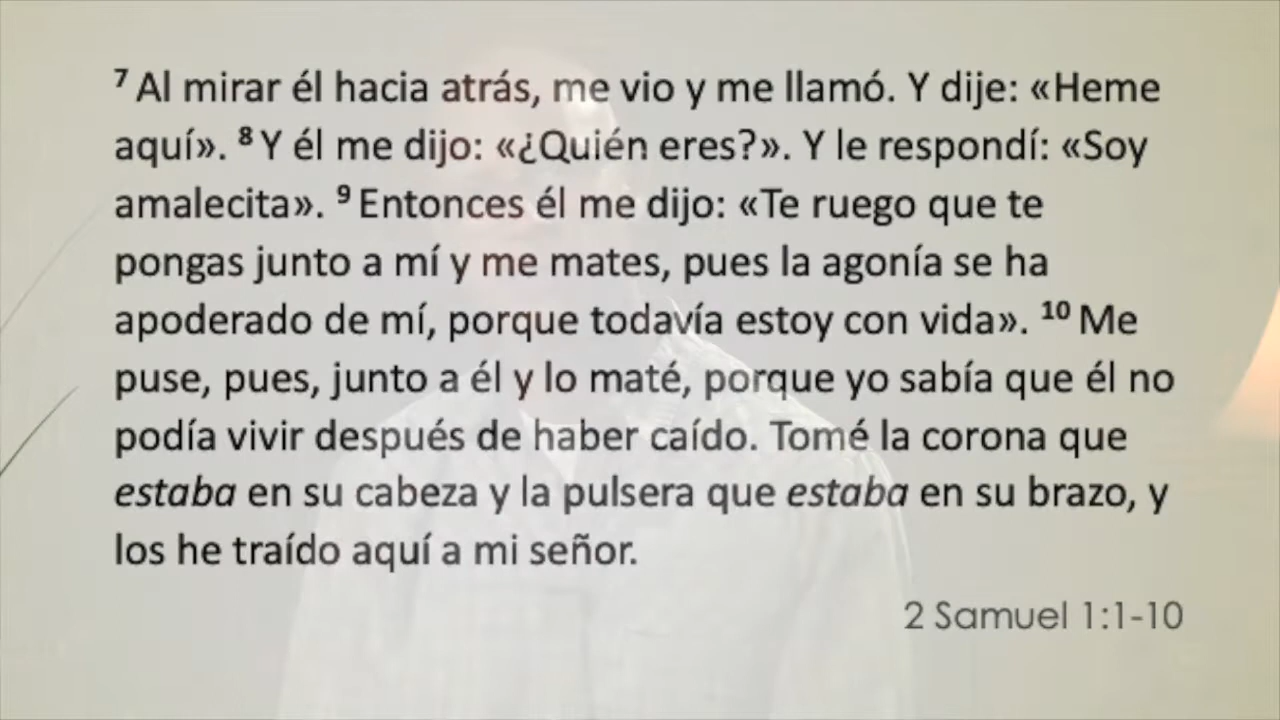 ⁷ Al mirar él hacia atrás, me vio y me llamó. Y dije: «Heme
aquí». ⁸ Y él me dijo: «¿Quién eres?». Y le respondí: «Soy
amalecita». ⁹ Entonces él me dijo: «Te ruego que te
pongas junto a mí y me mates, pues la agonía se ha
apoderado de mí, porque todavía estoy con vida». ¹⁰ Me
puse, pues, junto a él y lo maté, porque yo sabía que él no
podía vivir después de haber caído. Tomé la corona que
estaba en su cabeza y la pulsera que estaba en su brazo, y
los he traído aquí a mi señor.
2 Samuel 1:1-10